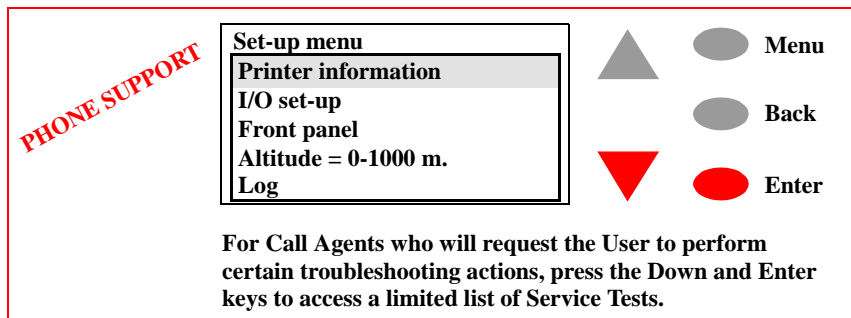 PHONE SUPPORT
Set-up menu
Printer information
I/O set-up
Front panel
Altitude = 0-1000 m.
Log
Menu
Back
Enter
For Call Agents who will request the User to perform
certain troubleshooting actions, press the Down and Enter
keys to access a limited list of Service Tests.